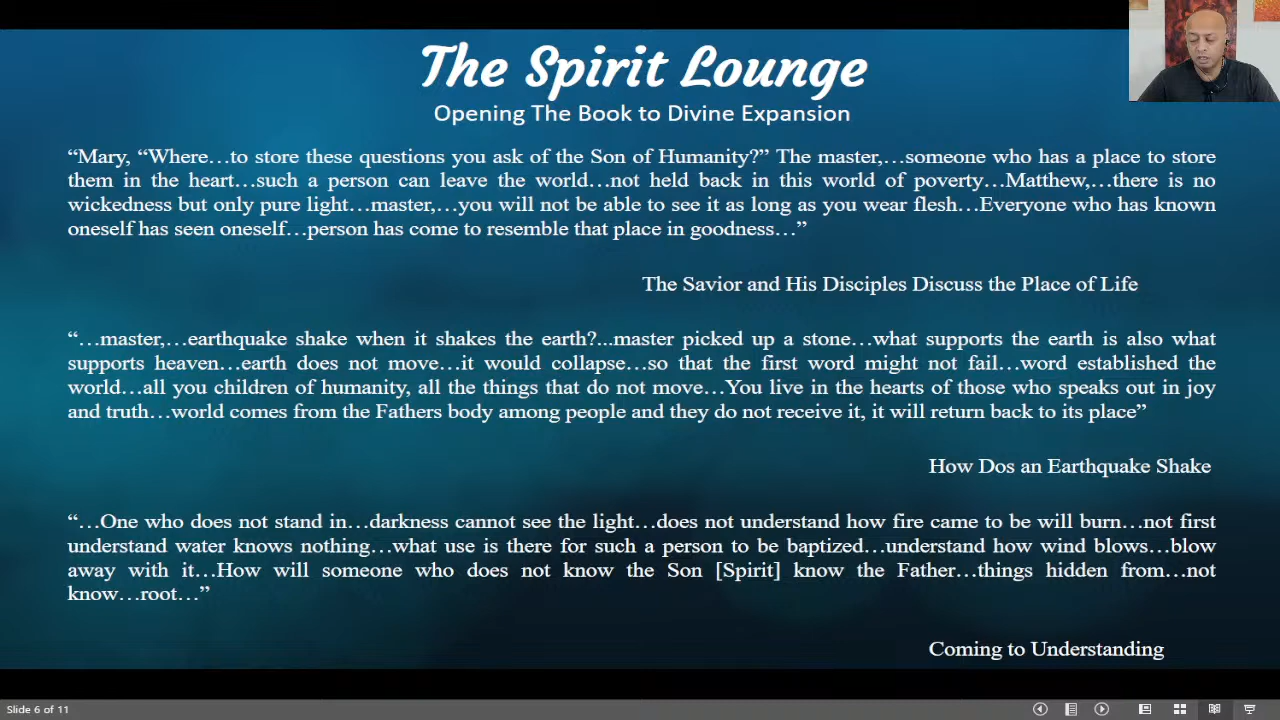 The Spirit Lounge
Opening The Book to Divine Expansion
“Mary, “Where…to store these questions you ask of the Son of Humanity?” The master,…someone who has a place to store
them in the heart…such a person can leave the world…not held back in this world of poverty…Matthew,…there is no
wickedness but only pure light…master,…you will not be able to see it as long as you wear flesh…Everyone who has known
oneself has seen oneself…person has come to resemble that place in goodness…”
The Savior and His Disciples Discuss the Place of Life
“…master,…earthquake shake when it shakes the earth?...master picked up a stone…what supports the earth is also what
supports heaven…earth does not move…it would collapse…so that the first word might not fail…word established the
world…all you children of humanity, all the things that do not move…You live in the hearts of those who speaks out in joy
and truth…world comes from the Fathers body among people and they do not receive it, it will return back to its place”
How Dos an Earthquake Shake
“…One who does not stand in…darkness cannot see the light…does not understand how fire came to be will burn…not first
understand water knows nothing…what use is there for such a person to be baptized…understand how wind blows…blow
away with it…How will someone who does not know the Son [Spirit] know the Father…things hidden from…not
know…root…”
Coming to Understanding
Slide 6 of 11